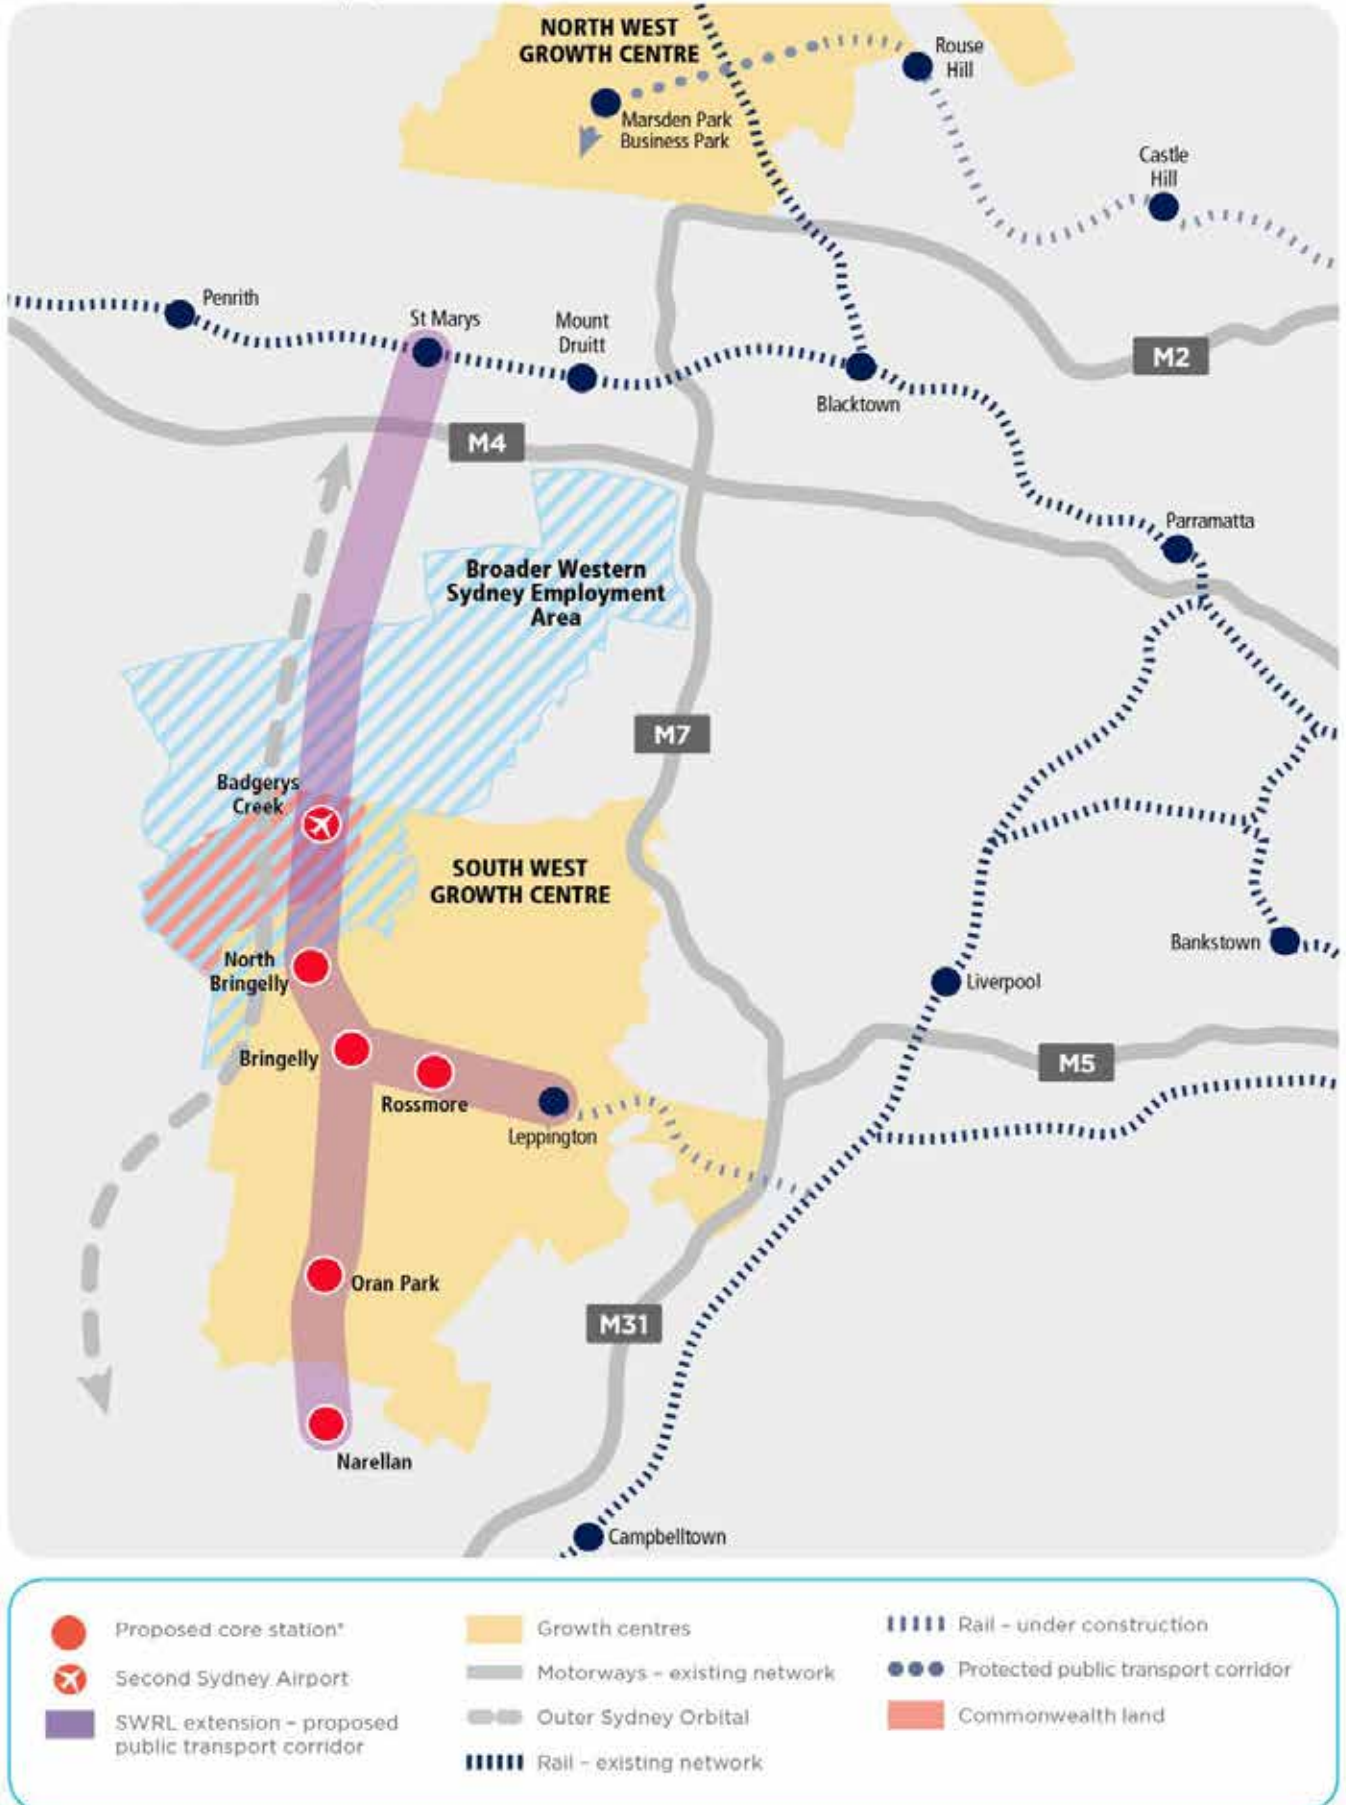 NORTH WEST
GROWTH CENTRE
Rouse
Hill
Marsden Park
Business Park
Castle
Hill
Penrith
St Marys
Mount
Druitt
M2
Blacktown
M4
Parramatta
Broader Western
Sydney Employment
Area
M7
Badgerys
Creek
SOUTH WEST
GROWTH CENTRE
Bankstown
North
Bringelly
Liverpool
Bringelly
M5
Rossmore
Leppington
Oran Park
M31
Narellan
Campbelltown
Proposed core station*
Second Sydney Airport
SWRL extension – proposed
public transport corridor
Growth centres
Motorways – existing network
Outer Sydney Orbital
Rail – existing network
Rail – under construction
Protected public transport corridor
Commonwealth land